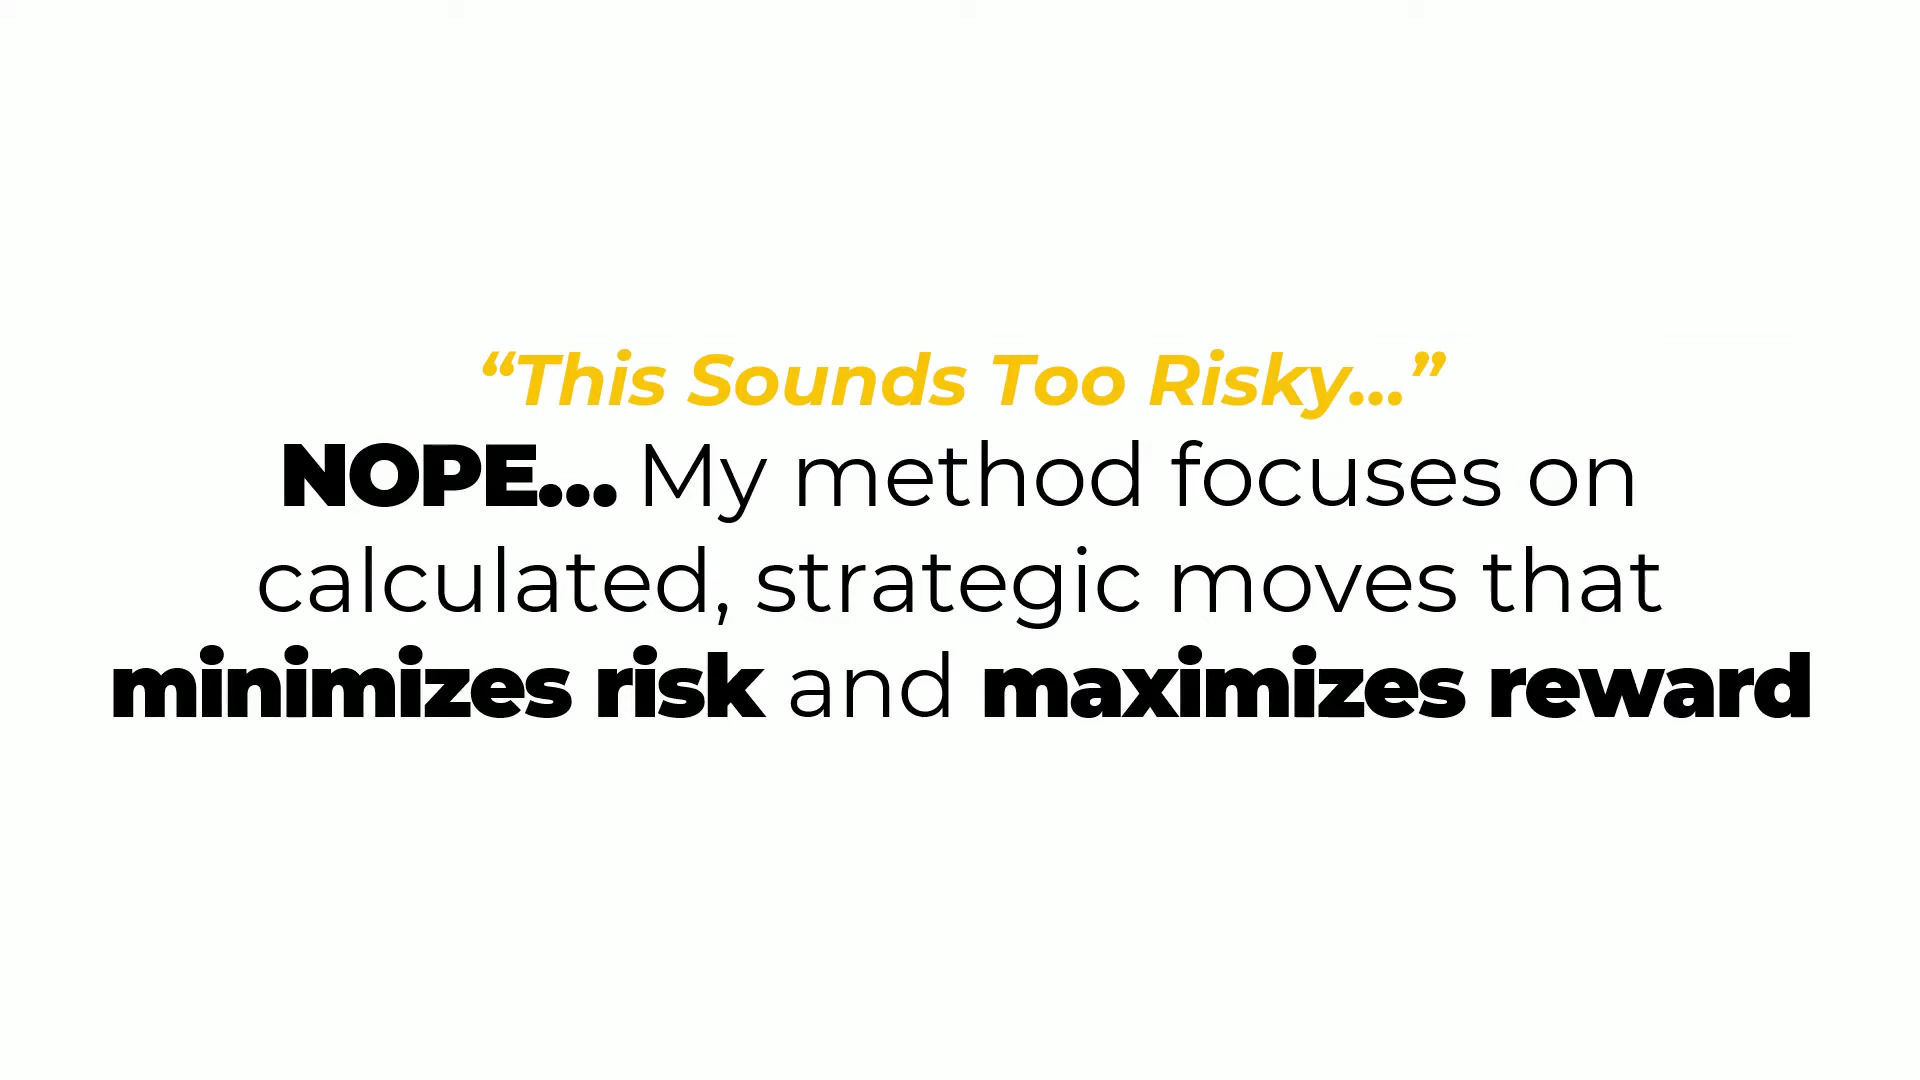 “This Sounds Too Risky...”
NOPE... My method focuses on
calculated, strategic moves that
minimizes risk and maximizes reward